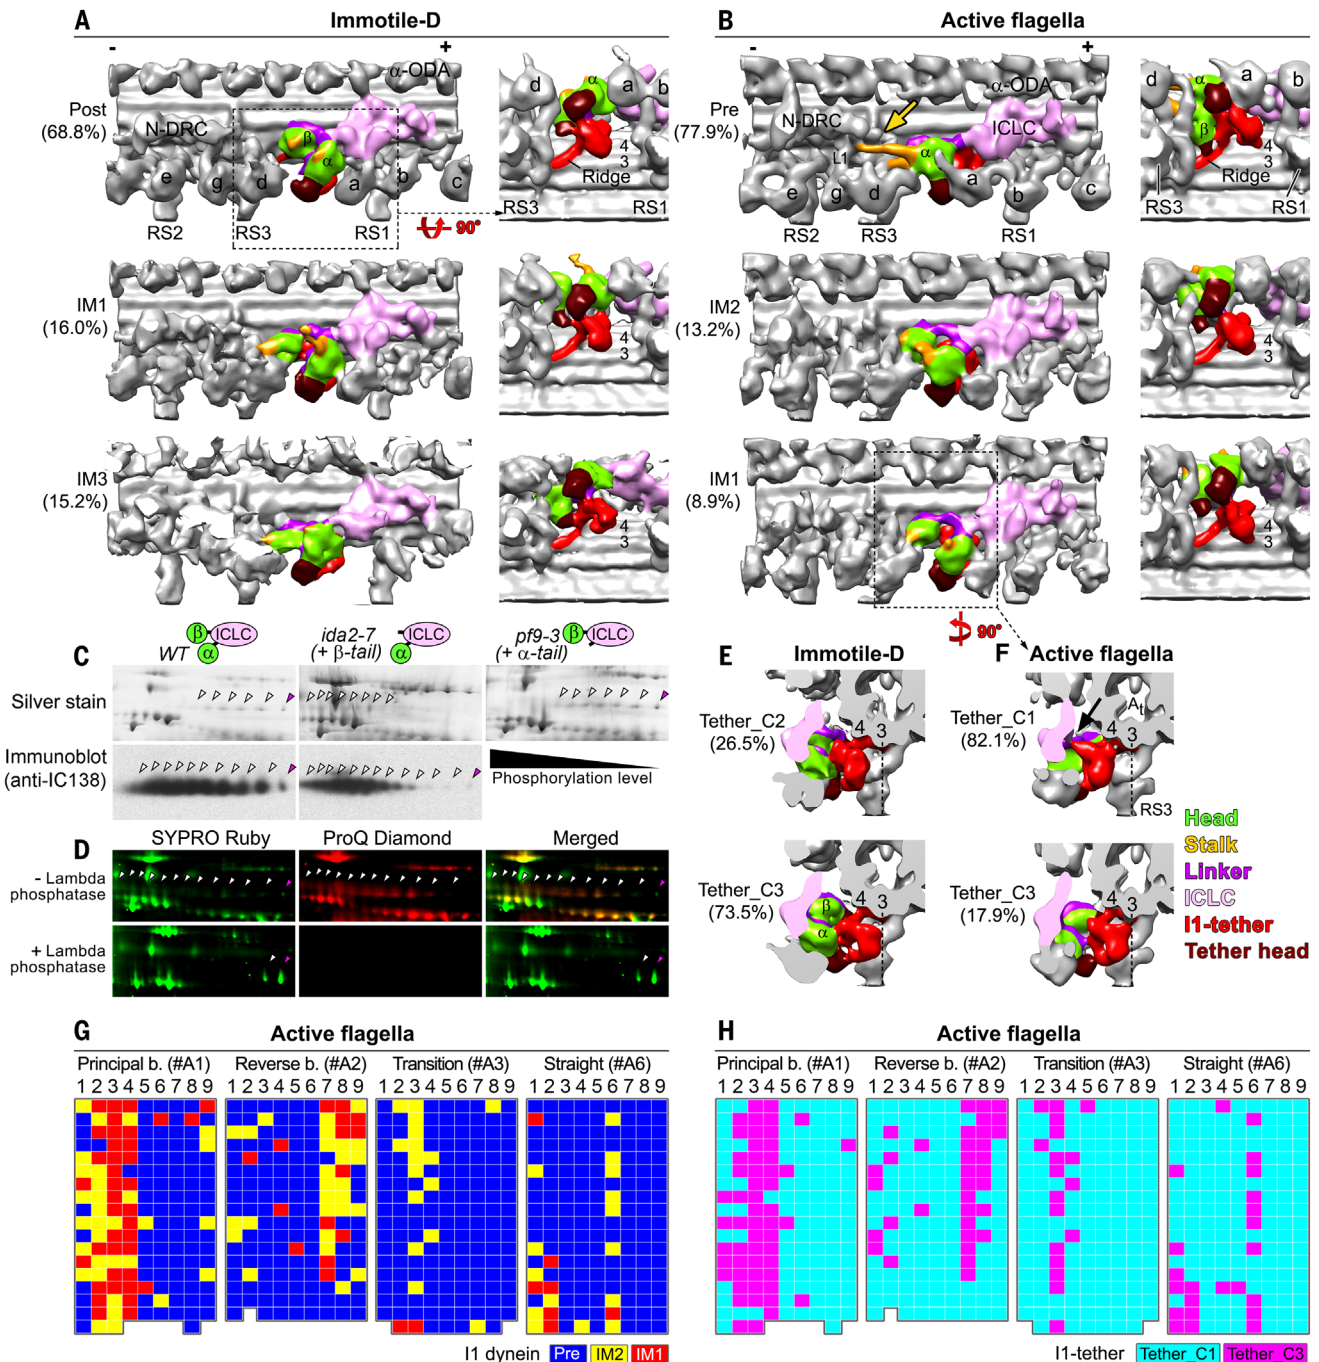 A
Immotile-D
- +
α-ODA
Post
(68.8%)
N-DRC
β
α
e g d a b c
RS2 RS3 RS1
90°
d α a b
4
3
Ridge
RS3 RS1
IM1
(16.0%)
4
3
IM3
(15.2%)
4
3
B
Active flagella
- +
α-ODA
Pre
(77.9%)
N-DRC
ICLC
L1
α
e g d a b c
RS2 RS3 RS1
d α a b
β
4
3
Ridge
RS3 RS1
IM2
(13.2%)
4
3
IM1
(8.9%)
4
3
90°
C
WT
β ICLC
α
ida2-7
(+ β-tail)
ICLC
α
pf9-3
(+ α-tail)
β ICLC
Silver stain
Immunoblot
(anti-IC138)
Phosphorylation level
D
SYPRO Ruby ProQ Diamond Merged
- Lambda
phosphatase
+ Lambda
phosphatase
E
Immotile-D
Tether_C2
(26.5%)
4 3
Tether_C3
(73.5%)
4 3
β
α
F
Active flagella
Tether_C1
(82.1%)
At
4 3
RS3
Tether_C3
(17.9%)
4 3
Head
Stalk
Linker
ICLC
I1-tether
Tether head
G
Active flagella
Principal b. (#A1) Reverse b. (#A2) Transition (#A3) Straight (#A6)
1 2 3 4 5 6 7 8 9 1 2 3 4 5 6 7 8 9 1 2 3 4 5 6 7 8 9 1 2 3 4 5 6 7 8 9
I1 dynein Pre IM2 IM1
H
Active flagella
Principal b. (#A1) Reverse b. (#A2) Transition (#A3) Straight (#A6)
1 2 3 4 5 6 7 8 9 1 2 3 4 5 6 7 8 9 1 2 3 4 5 6 7 8 9 1 2 3 4 5 6 7 8 9
I1-tether Tether_C1 Tether_C3